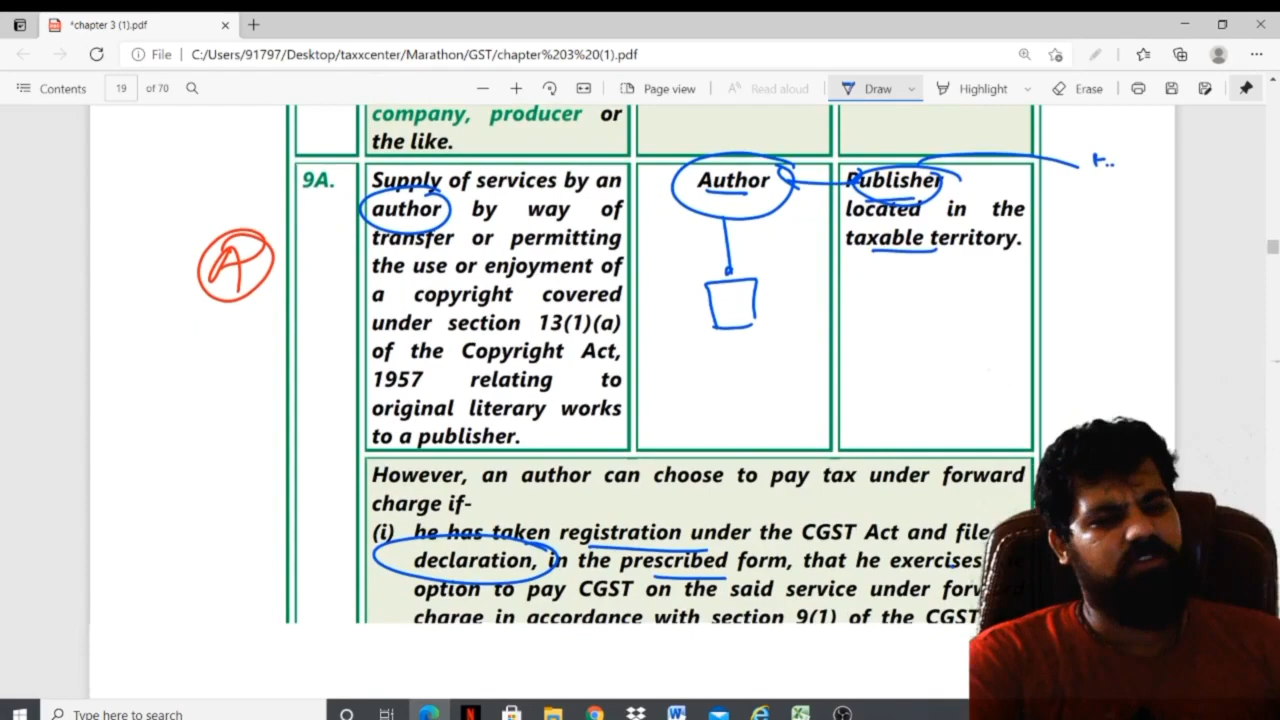 *chapter 3 (1).pdf
File C:/Users/91797/Desktop/taxxcenter/Marathon/GST/chapter%203%20(1).pdf
Contents 19 of 70 Page view Read aloud Draw Highlight Erase
company, producer or
the like.
9A.
Supply of services by an
author by way of
transfer or permitting
the use or enjoyment of
a copyright covered
under section 13(1)(a)
of the Copyright Act,
1957 relating to
original literary works
to a publisher.
Author
Publisher
located in the
taxable territory.
A
However, an author can choose to pay tax under forward
charge if-
(i) he has taken registration under the CGST Act and file
declaration, in the prescribed form, that he exercises
option to pay CGST on the said service under forw
charge in accordance with section 9(1) of the CGST
Type here to search